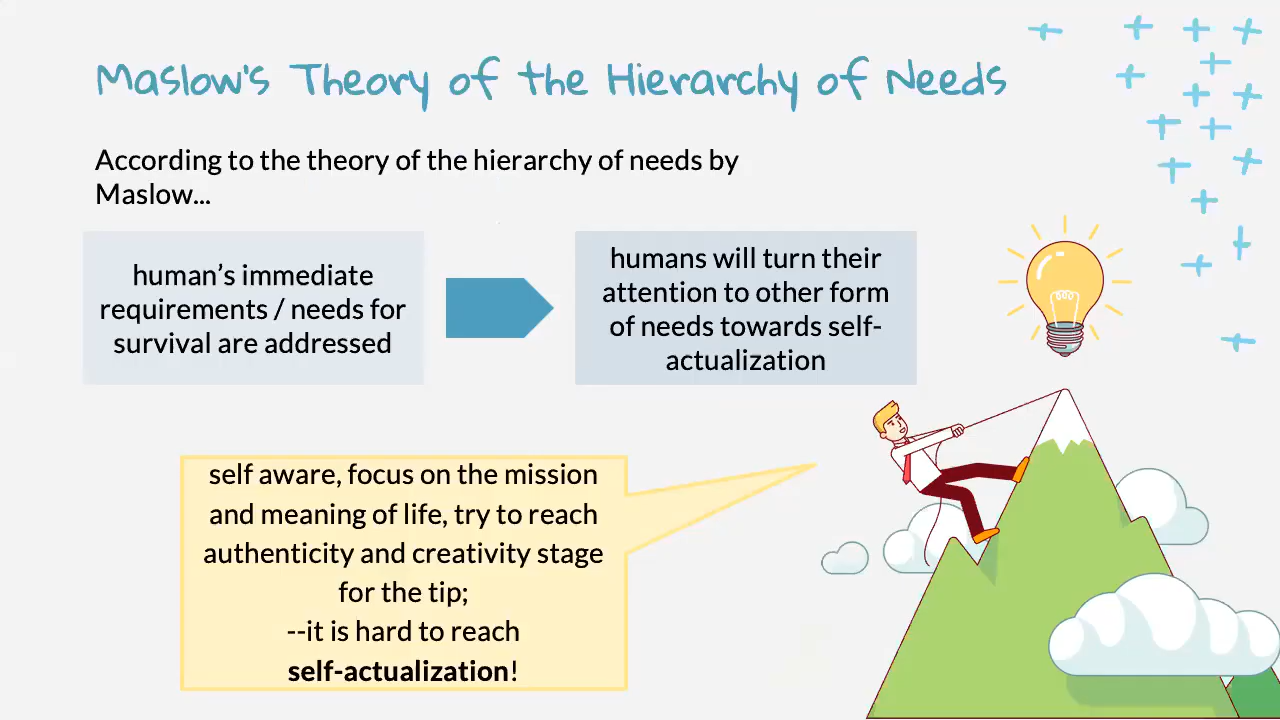 Maslow's Theory of the Hierarchy of Needs
According to the theory of the hierarchy of needs by
Maslow...
human’s immediate
requirements / needs for
survival are addressed
humans will turn their
attention to other form
of needs towards self-
actualization
self aware, focus on the mission
and meaning of life, try to reach
authenticity and creativity stage
for the tip;
--it is hard to reach
self-actualization!